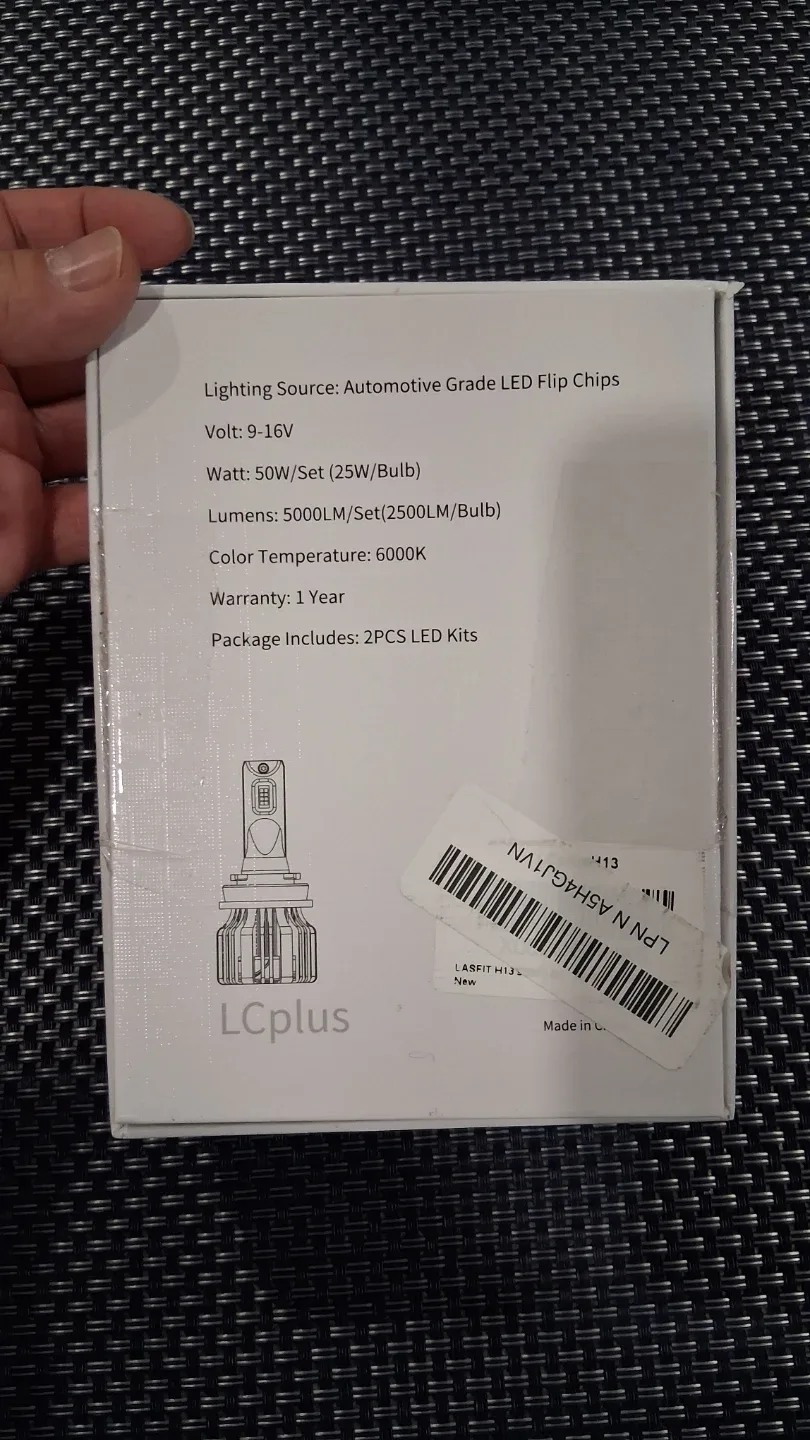 Lighting Source: Automotive Grade LED Flip Chips
Volt: 9-16V
Watt: 50W/Set (25W/Bulb)
Lumens: 5000LM/Set(2500LM/Bulb)
Color Temperature: 6000K
Warranty: 1 Year
Package Includes: 2PCS LED Kits
H13
LPN N A5H4GJ1VN
LASFIT H13
New
LCplus
Made in